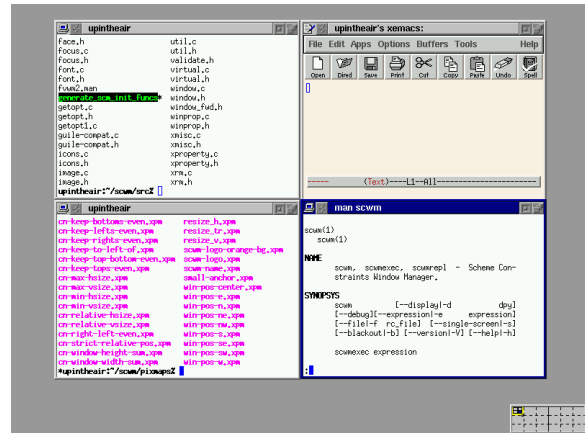 upintheair
face.h util.c
focus.c util.h
focus.h validate.h
font.c virtual.c
font.h virtual.h
fvwm2.man window.c
generate_scm_init_funcs* window.h
getopt.c window_fwd.h
getopt.h winprop.c
getopt1.c winprop.h
guile-compat.c xmisc.c
guile-compat.h xmisc.h
icons.c xproperty.c
icons.h xproperty.h
image.c xrm.c
image.h xrm.h
upintheair:~/scwm/src%
upintheair's xemacs:
File Edit Apps Options Buffers Tools Help
Open Dired Save Print Cut Copy Paste Undo Spell
----- (Text)----L1--All------------------------
upintheair
cn-keep-bottoms-even.xpm resize_h.xpm
cn-keep-lefts-even.xpm resize_tr.xpm
cn-keep-rights-even.xpm resize_v.xpm
cn-keep-to-left-of.xpm scwm-logo-orange-bg.xpm
cn-keep-top-bottom-even.xpm scwm-logo.xpm
cn-keep-tops-even.xpm scwm-name.xpm
cn-max-hsize.xpm small-anchor.xpm
cn-max-vsize.xpm win-pos-center.xpm
cn-min-hsize.xpm win-pos-e.xpm
cn-min-vsize.xpm win-pos-n.xpm
cn-relative-hsize.xpm win-pos-ne.xpm
cn-relative-vsize.xpm win-pos-nw.xpm
cn-right-left-even.xpm win-pos-s.xpm
cn-strict-relative-pos.xpm win-pos-se.xpm
cn-window-height-sum.xpm win-pos-sw.xpm
cn-window-width-sum.xpm win-pos-w.xpm
*upintheair:~/scwm/pixmaps%
man scwm
scwm(1)
scwm(1)
NAME
scwm, scwmexec, scwmrepl - Scheme Con-
straints Window Manager.
SYNOPSYS
scwm [--display|-d dpy]
[--debug][--expression|-e expression]
[--file|-f rc_file] [--single-screen|-s]
[--blackout|-b] [--version|-V] [--help|-h]
scwmexec expression
: